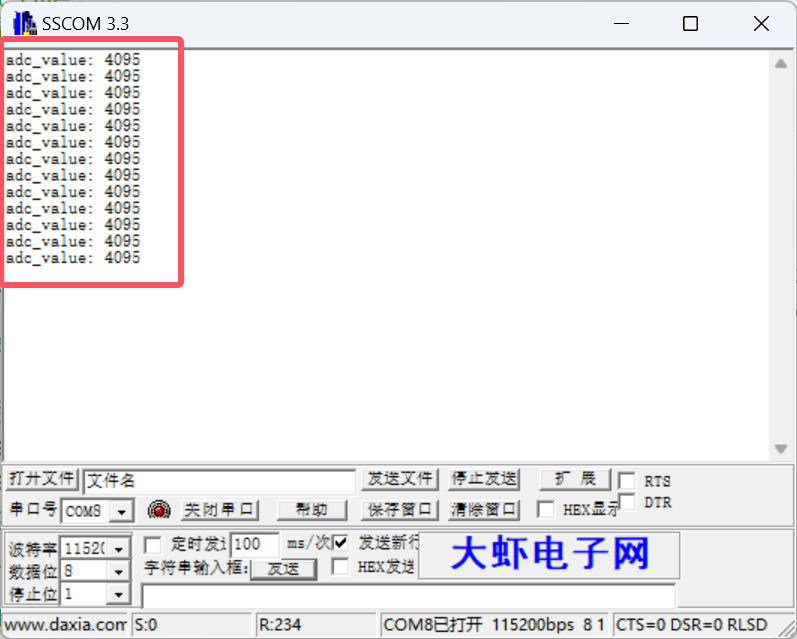 SSCOM 3.3
adc_value: 4095
adc_value: 4095
adc_value: 4095
adc_value: 4095
adc_value: 4095
adc_value: 4095
adc_value: 4095
adc_value: 4095
adc_value: 4095
adc_value: 4095
adc_value: 4095
adc_value: 4095
adc_value: 4095
打开文件 文件名 发送文件 停止发送 扩 展 RTS
串口号 COM8 关闭串口 帮助 保存窗口 清除窗口 HEX显示 DTR
波特率 11520 定时发送 100 ms/次 发送新行 大虾电子网
数据位 8 字符串输入框: 发送 HEX发送
停止位 1
www.daxia.com S:0 R:234 COM8已打开 115200bps 8 1 CTS=0 DSR=0 RLSD